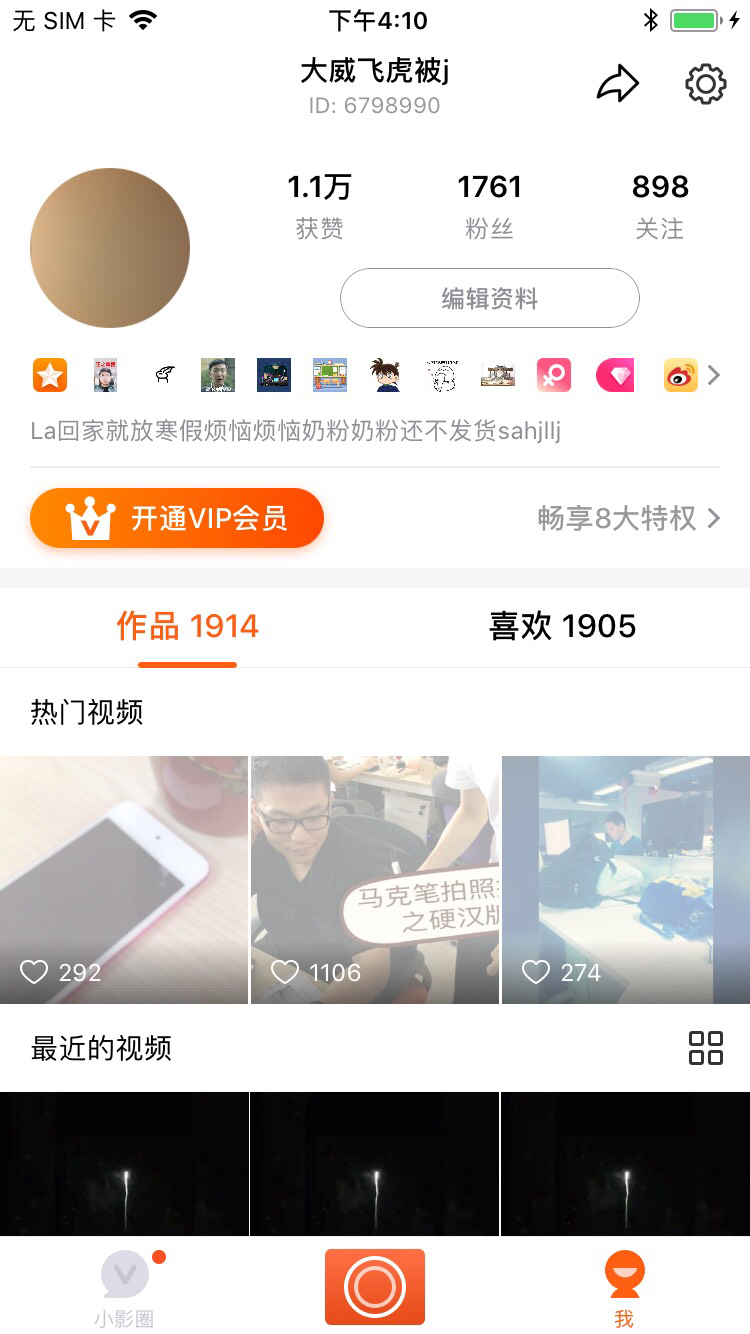 无 SIM 卡 下午4:10
大威飞虎被j
ID: 6798990
1.1万 1761 898
获赞 粉丝 关注
编辑资料
La回家就放寒假烦恼烦恼奶粉奶粉还不发货sahjllj
开通VIP会员 畅享8大特权
作品 1914 喜欢 1905
热门视频
马克笔拍照
之硬汉版
292 1106 274
最近的视频
小影圈 我